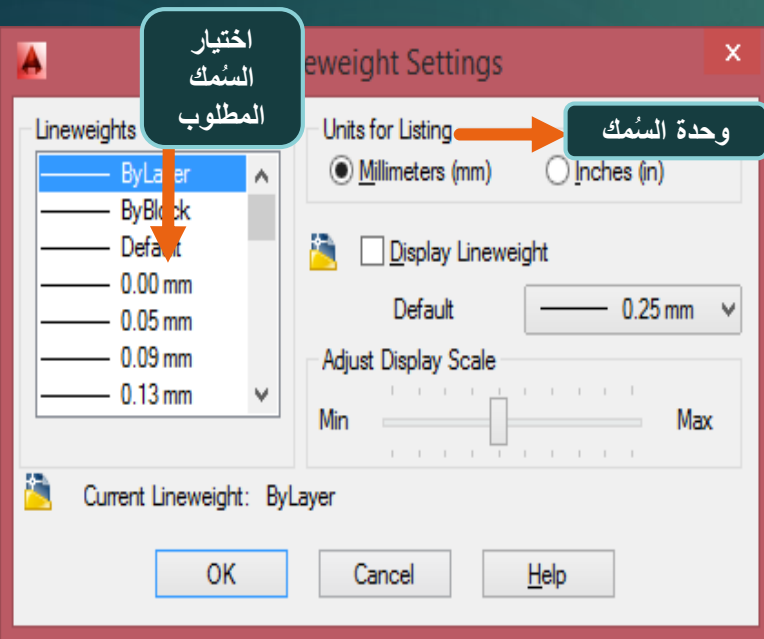 اختيار
السُمك
المطلوب
eweight Settings
x
Lineweights
ByLayer
ByBlock
Default
0.00 mm
0.05 mm
0.09 mm
0.13 mm
Units for Listing
وحدة السُمك
Millimeters (mm) Inches (in)
Display Lineweight
Default 0.25 mm
Adjust Display Scale
Min Max
Current Lineweight: ByLayer
OK Cancel Help